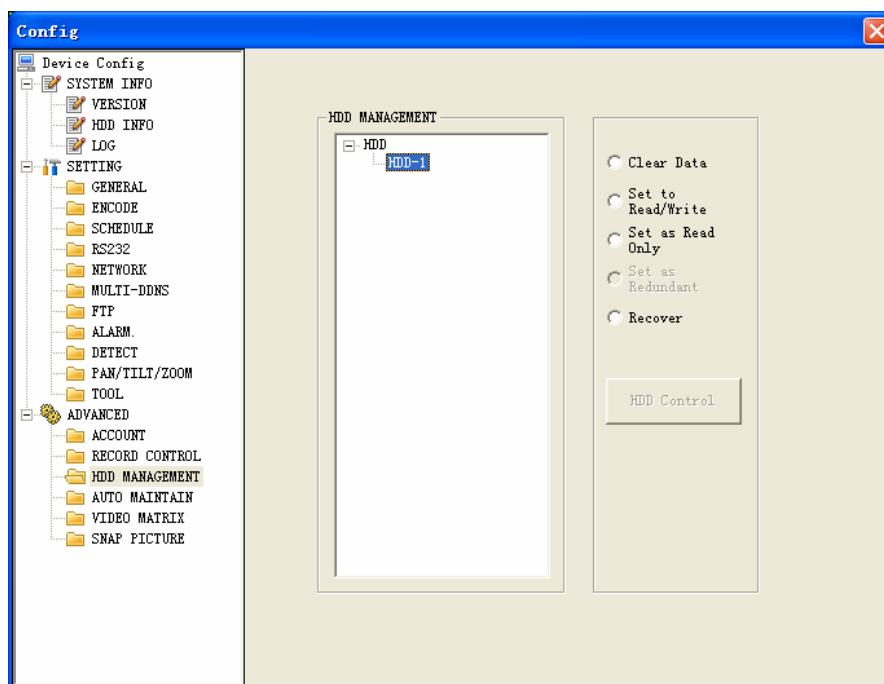 Config
Device Config
SYSTEM INFO
VERSION
HDD INFO
LOG
SETTING
GENERAL
ENCODE
SCHEDULE
RS232
NETWORK
MULTI-DDNS
FTP
ALARM.
DETECT
PAN/TILT/ZOOM
TOOL
ADVANCED
ACCOUNT
RECORD CONTROL
HDD MANAGEMENT
AUTO MAINTAIN
VIDEO MATRIX
SNAP PICTURE
HDD MANAGEMENT
HDD
HDD-1
Clear Data
Set to
Read/Write
Set as Read
Only
Set as
Redundant
Recover
HDD Control